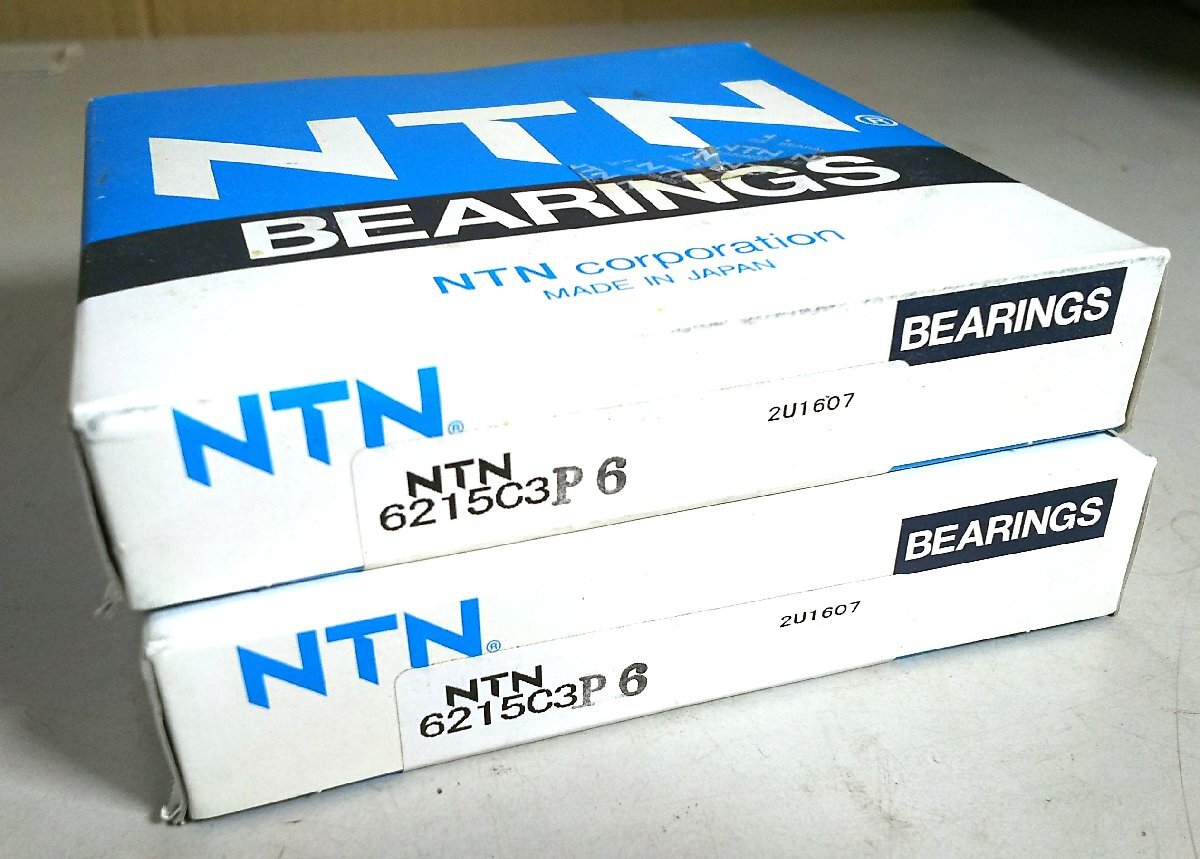 NTN®
BEARINGS
NTN corporation
MADE IN JAPAN
BEARINGS
NTN®
2U1607
NTN
6215C3P6
BEARINGS
NTN®
2U1607
NTN
6215C3P6